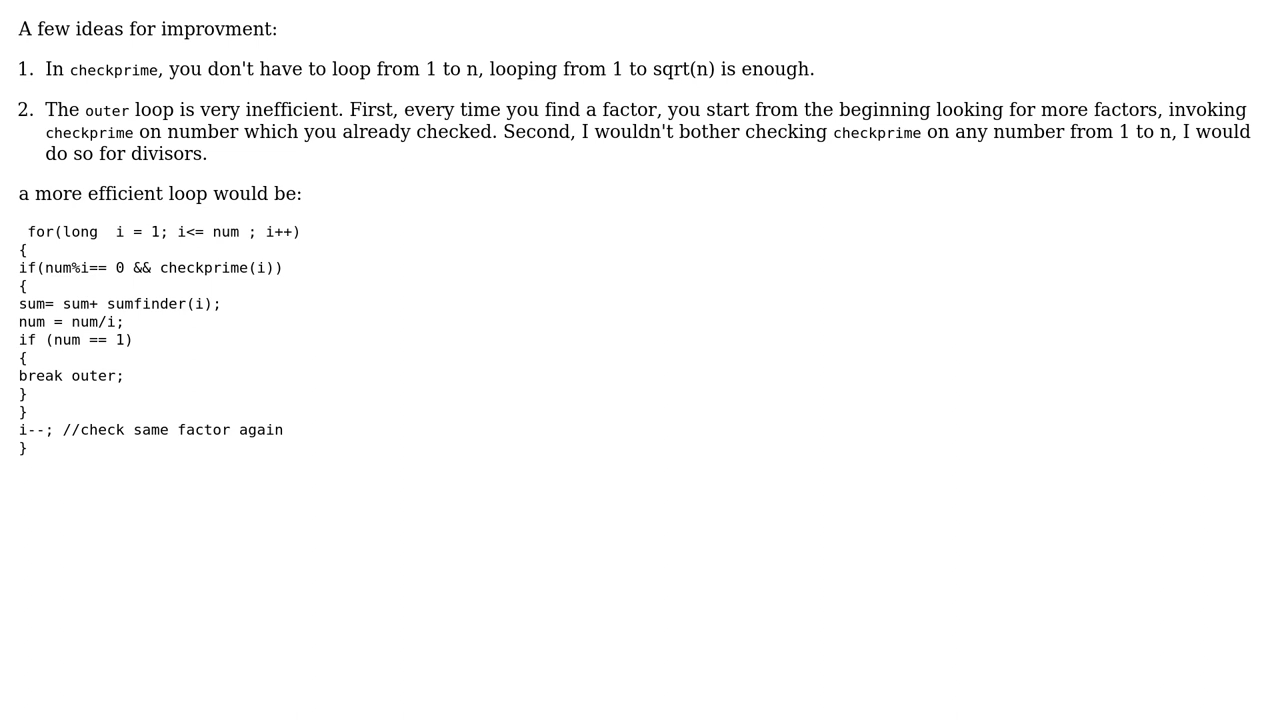 A few ideas for improvment:
1. In checkprime, you don't have to loop from 1 to n, looping from 1 to sqrt(n) is enough.
2. The outer loop is very inefficient. First, every time you find a factor, you start from the beginning looking for more factors, invoking
checkprime on number which you already checked. Second, I wouldn't bother checking checkprime on any number from 1 to n, I would
do so for divisors.
a more efficient loop would be:
 for(long  i = 1; i<= num ; i++)
{
if(num%i== 0 && checkprime(i))
{
sum= sum+ sumfinder(i);
num = num/i;
if (num == 1)
{
break outer;
}
}
i--; //check same factor again
}